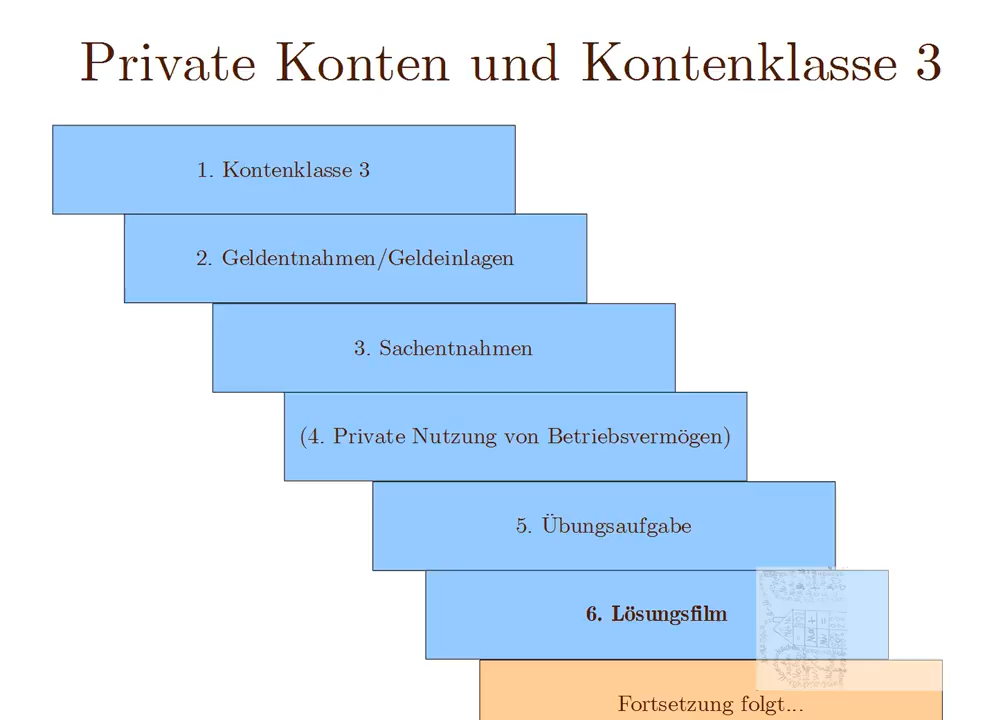 Private Konten und Kontenklasse 3
1. Kontenklasse 3
2. Geldentnahmen/Geldeinlagen
3. Sachentnahmen
(4. Private Nutzung von Betriebsvermögen)
5. Übungsaufgabe
6. Lösungsfilm
Fortsetzung folgt...